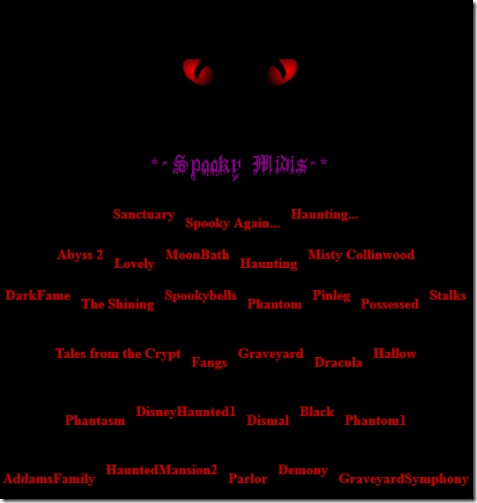 *~Spooky Midis~*
Sanctuary Spooky Again... Haunting...
Abyss 2 Lovely MoonBath Haunting Misty Collinwood
DarkFame The Shining Spookybells Phantom Pinleg Possessed Stalks
Tales from the Crypt Fangs Graveyard Dracula Hallow
Phantasm DisneyHaunted1 Dismal Black Phantom1
AddamsFamily HauntedMansion2 Parlor Demony GraveyardSymphony